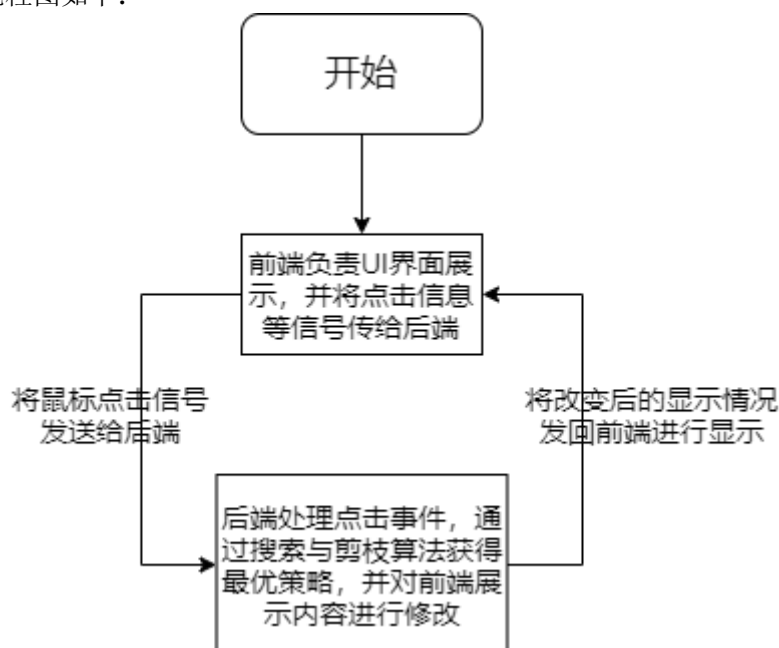 程图如下：
开始
前端负责UI界面展
示，并将点击信息
等信号传给后端
将鼠标点击信号
发送给后端
将改变后的显示情况
发回前端进行显示
后端处理点击事件，通
过搜索与剪枝算法获得
最优策略，并对前端展
示内容进行修改